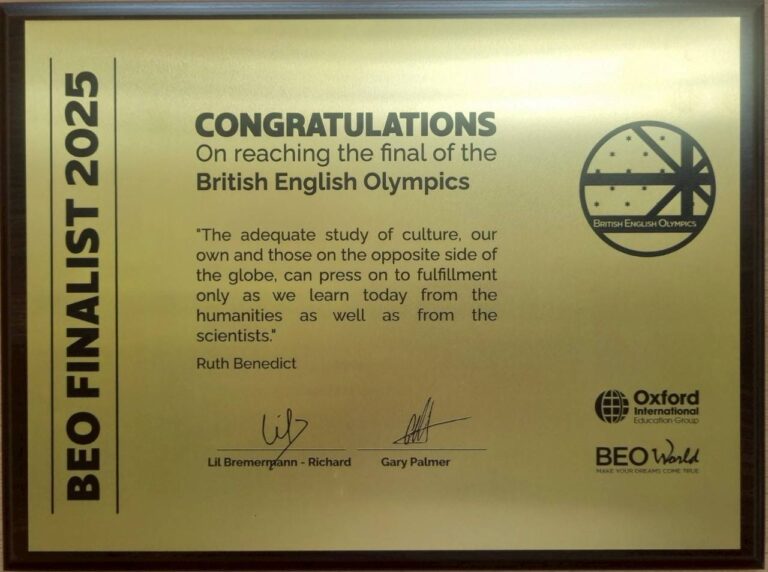 BEO FINALIST 2025
CONGRATULATIONS
On reaching the final of the
British English Olympics
"The adequate study of culture, our
own and those on the opposite side of
the globe, can press on to fulfillment
only as we learn today from the
humanities as well as from the
scientists."
Ruth Benedict
Lil Bremermann - Richard
Gary Palmer
BRITISH ENGLISH OLYMPICS
Oxford
International
Education Group
BEO World
MAKE YOUR DREAMS COME TRUE